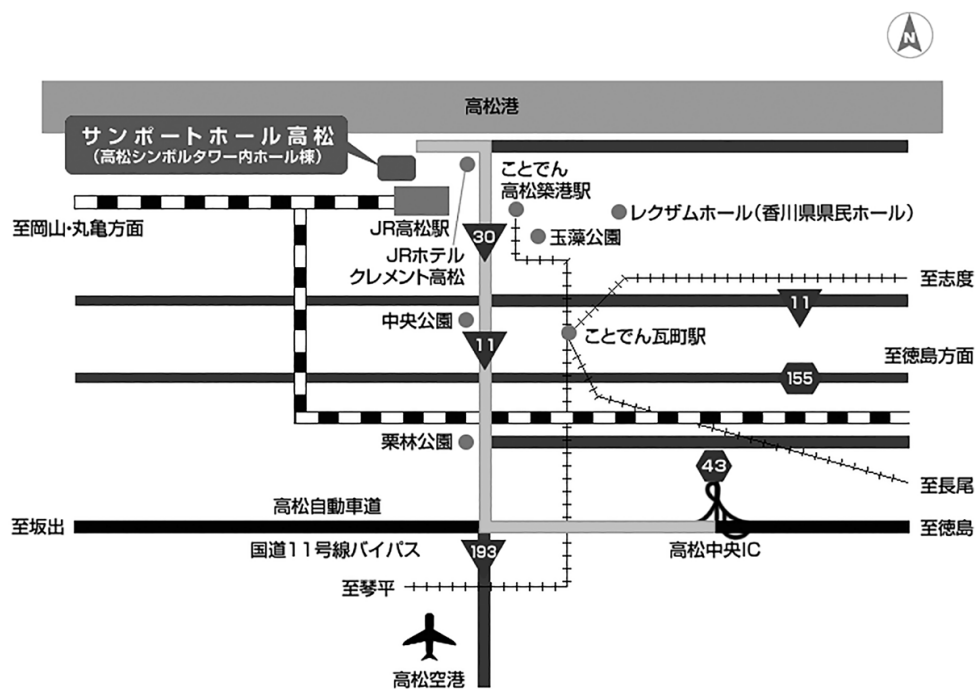 N
高松港
サンポートホール高松
(高松シンボルタワー内ホール棟)
ことでん
高松築港駅
レクザムホール(香川県県民ホール)
至岡山・丸亀方面
JR高松駅
30
玉藻公園
JRホテル
クレメント高松
至志度
11
中央公園
11
ことでん瓦町駅
至徳島方面
155
栗林公園
43
至長尾
高松自動車道
至坂出
至徳島
国道11号線バイパス
193
高松中央IC
至琴平
高松空港